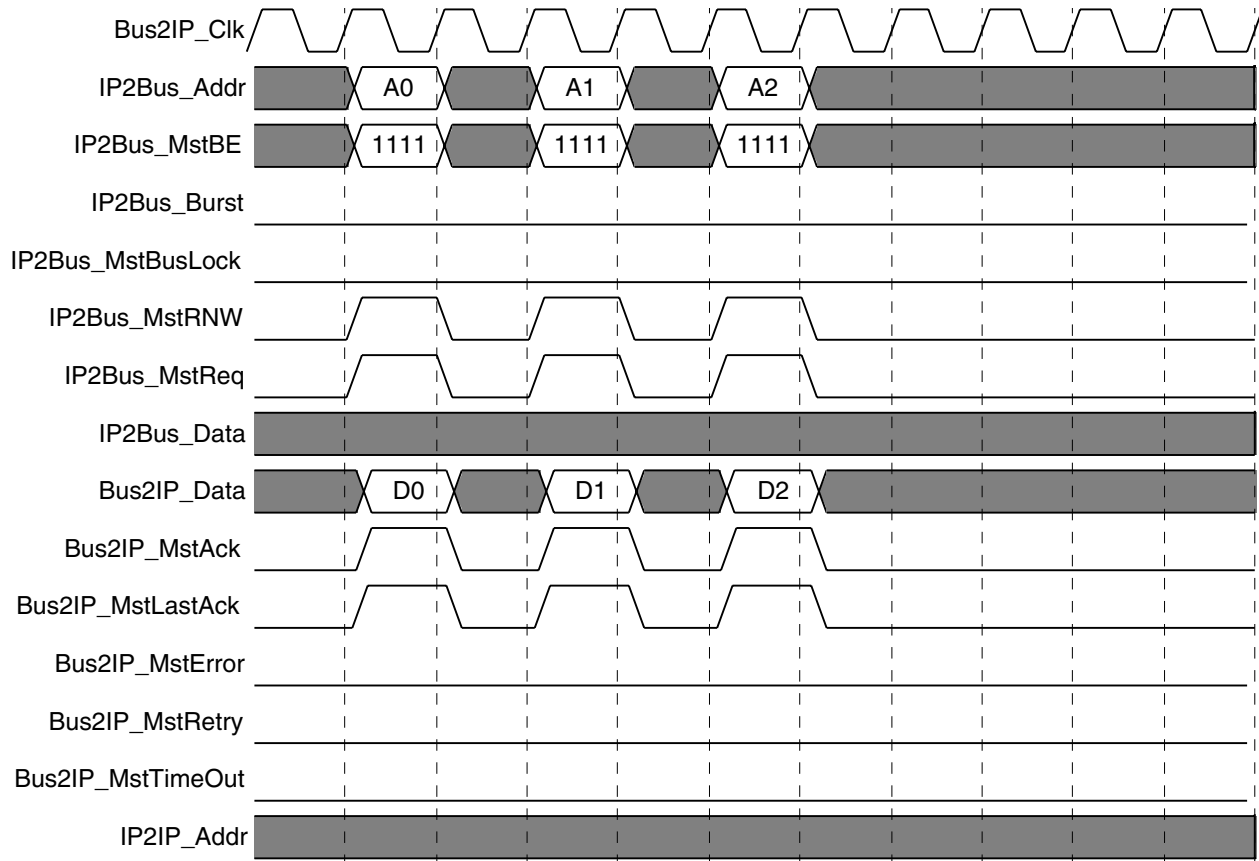 Bus2IP_Clk
IP2Bus_Addr A0 A1 A2
IP2Bus_MstBE 1111 1111 1111
IP2Bus_Burst
IP2Bus_MstBusLock
IP2Bus_MstRNW
IP2Bus_MstReq
IP2Bus_Data
Bus2IP_Data D0 D1 D2
Bus2IP_MstAck
Bus2IP_MstLastAck
Bus2IP_MstError
Bus2IP_MstRetry
Bus2IP_MstTimeOut
IP2IP_Addr